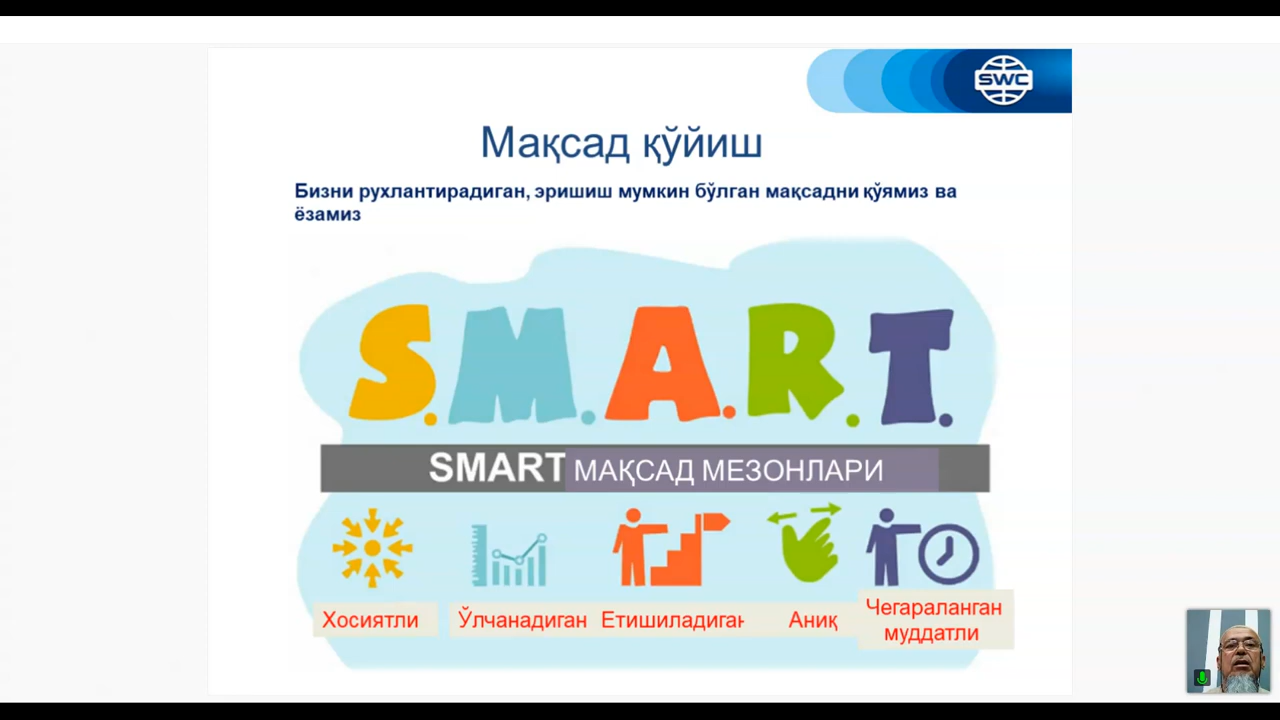 SWC
Мақсад қўйиш
Бизни рухлантирадиган, эришиш мумкин бўлган мақсадни қўямиз ва
ёзамиз
S.M.A.R.T.
SMART МАҚСАД МЕЗОНЛАРИ
Хосиятли Ўлчанадиган Етишиладиган Аниқ Чегараланган
муддатли